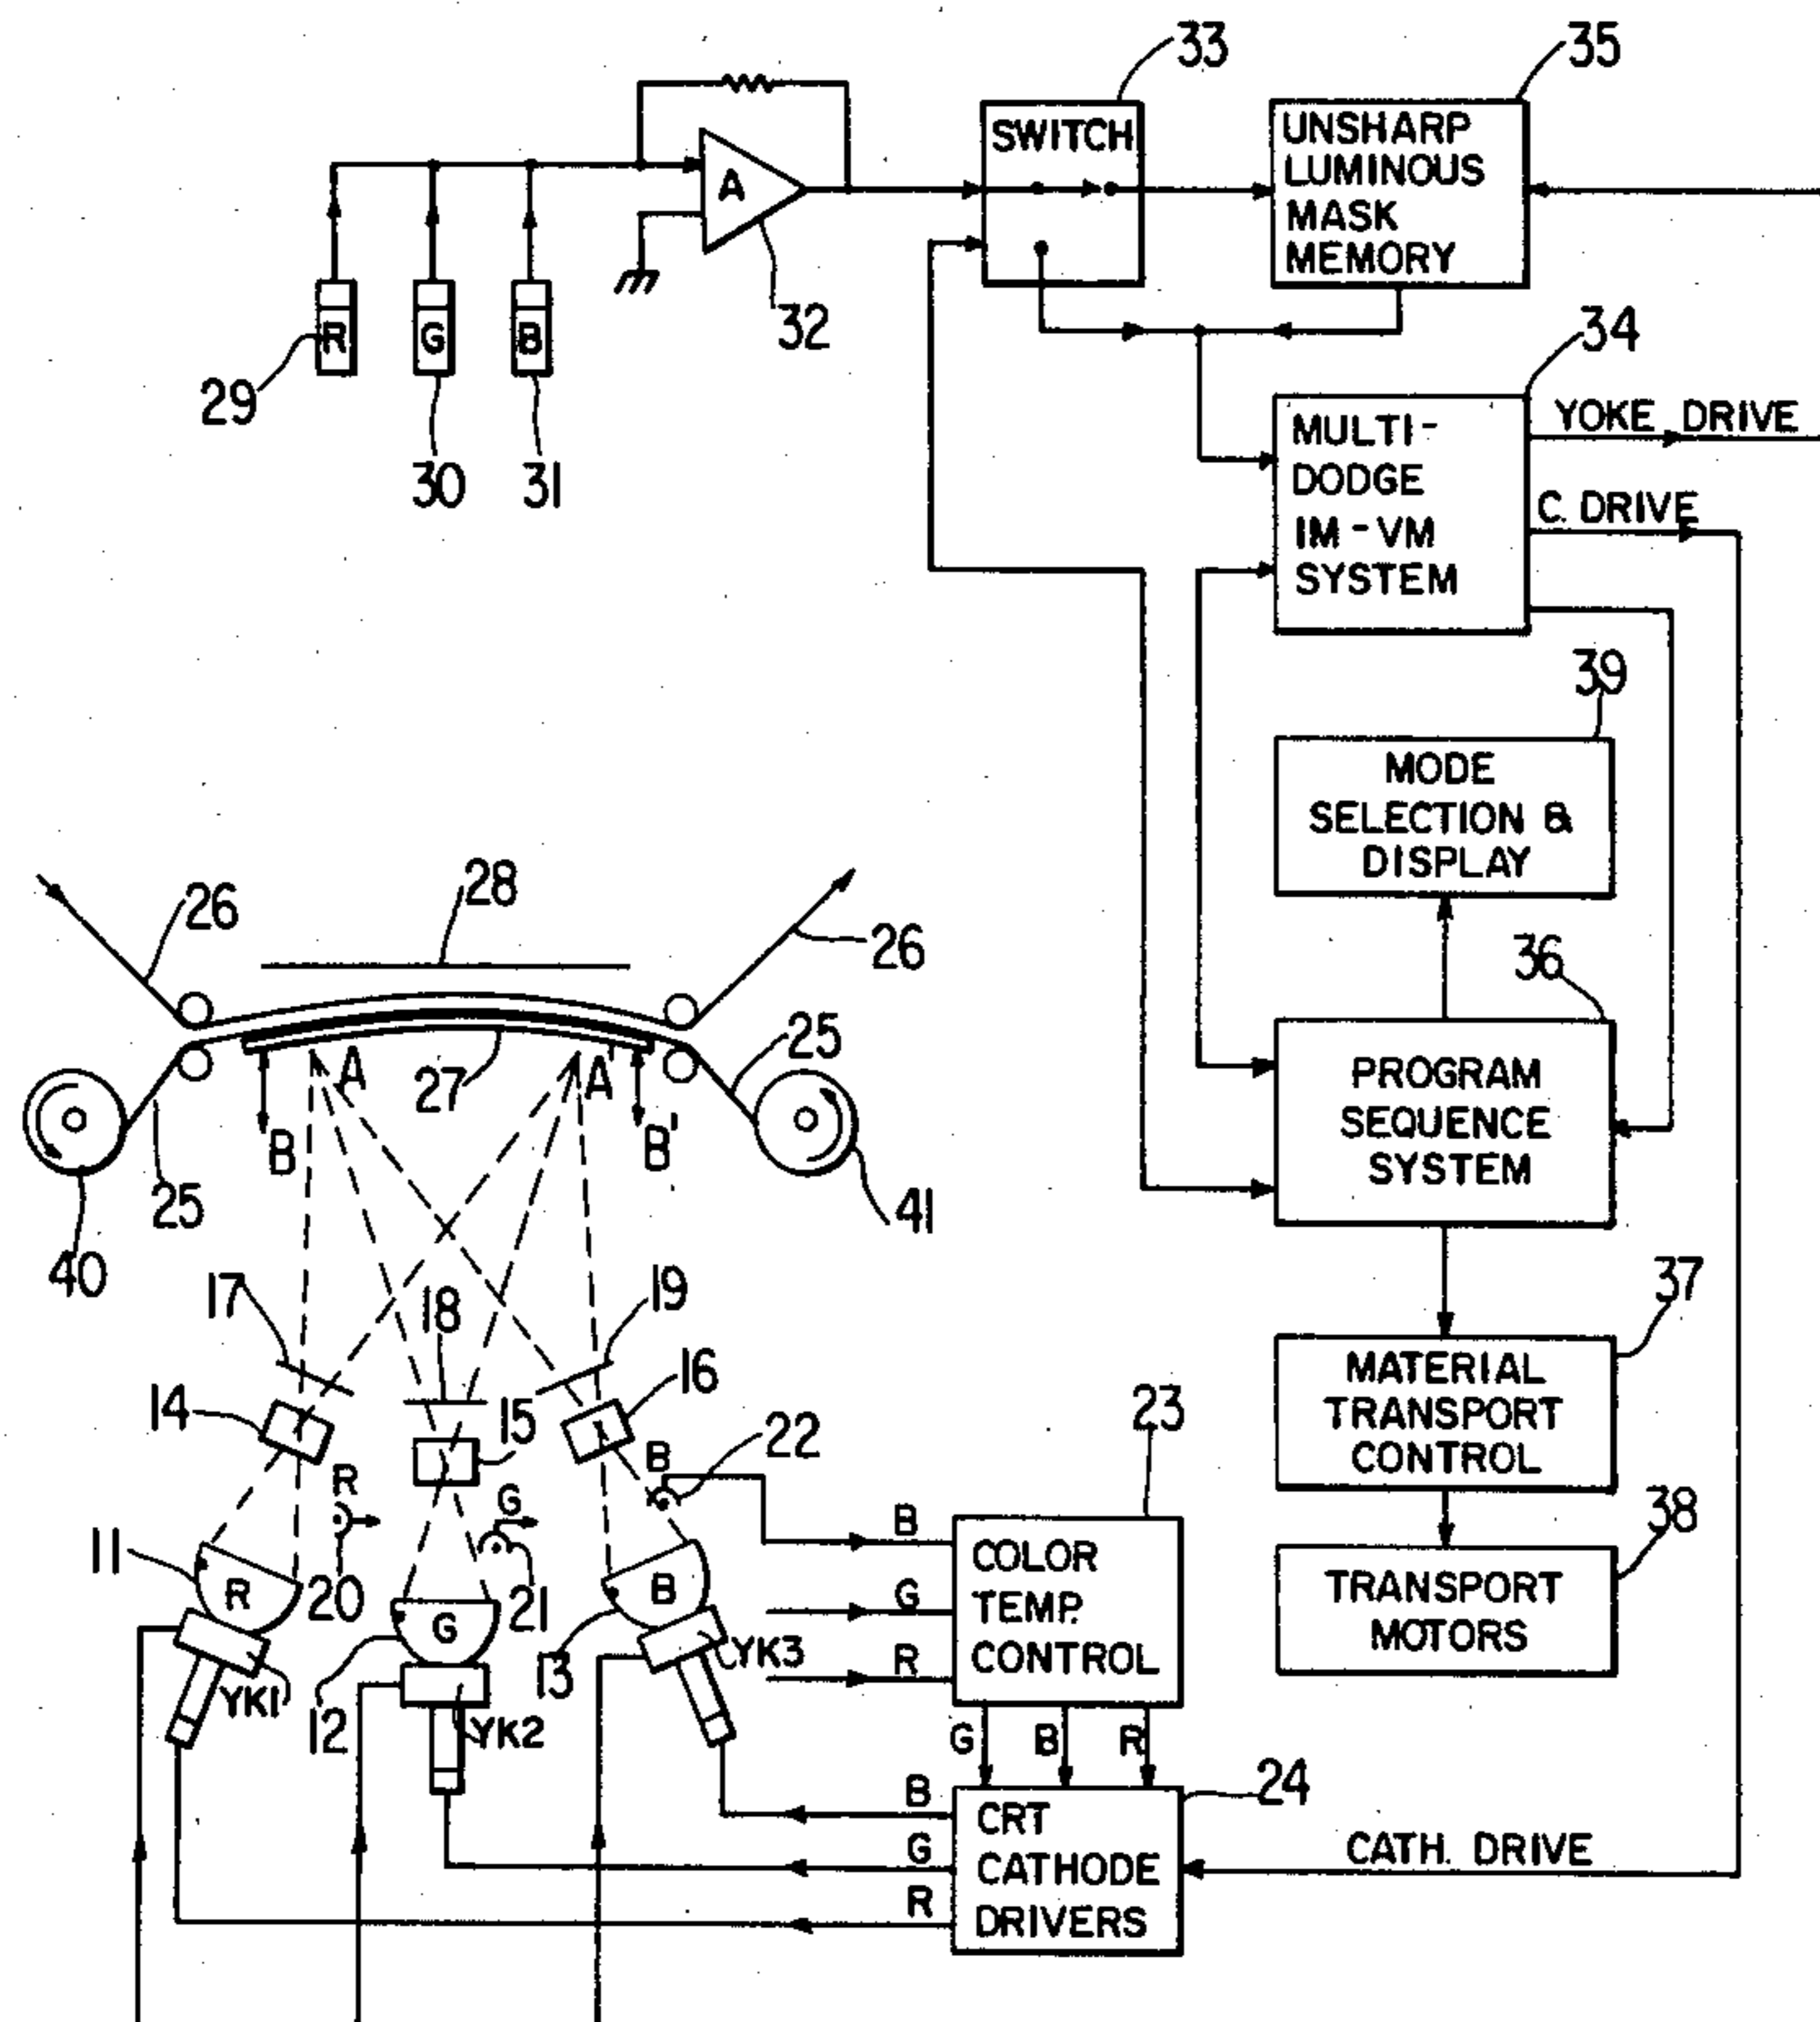 33
35
SWITCH
UNSHARP
LUMINOUS
MASK
MEMORY
A
32
R
G
B
29
30
31
34
MULTI-
DODGE
IM-VM
SYSTEM
YOKE DRIVE
C. DRIVE
39
MODE
SELECTION &
DISPLAY
28
26
26
36
PROGRAM
SEQUENCE
SYSTEM
25
A
27
A'
B
B'
25
40
41
17
18
19
37
MATERIAL
TRANSPORT
CONTROL
14
15
16
22
23
B
R
G
38
TRANSPORT
MOTORS
11
R
20
G
21
B
B
G
R
COLOR
TEMP.
CONTROL
YK1
12
YK2
13
YK3
G
B
R
24
B
G
R
CRT
CATHODE
DRIVERS
CATH. DRIVE